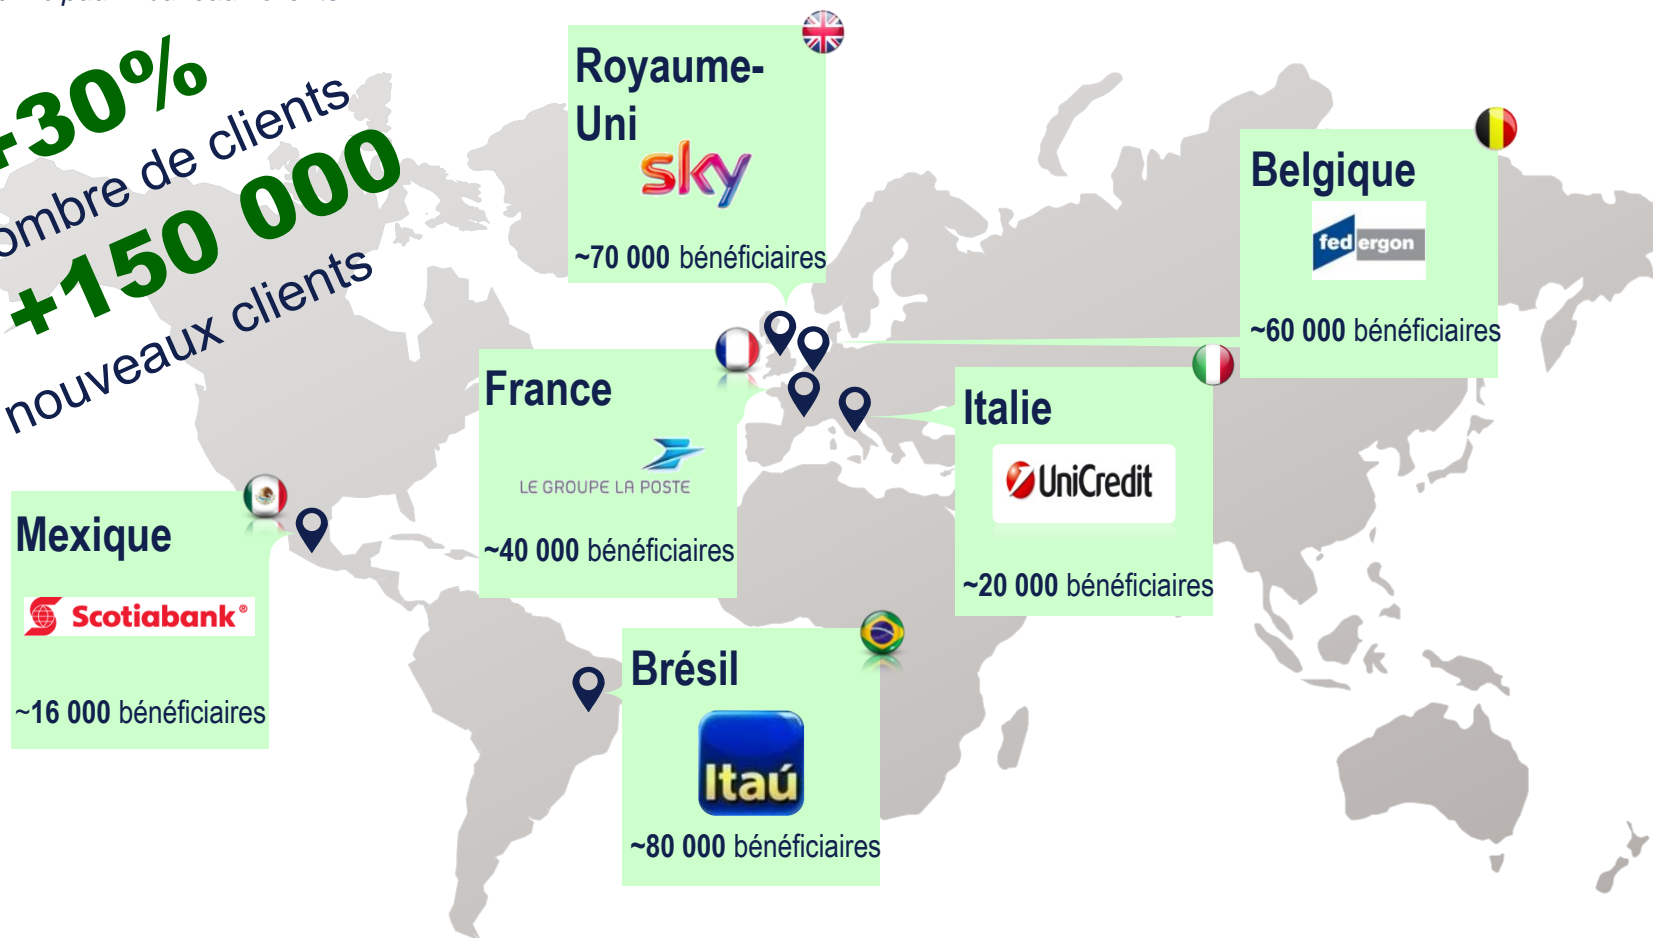 30%
de clients
+150 000
nouveaux clients
Royaume-
Uni
sky
~70 000 bénéficiaires
Belgique
federgon
~60 000 bénéficiaires
France
LE GROUPE LA POSTE
~40 000 bénéficiaires
Italie
UniCredit
~20 000 bénéficiaires
Mexique
Scotiabank®
~16 000 bénéficiaires
Brésil
Itaú
~80 000 bénéficiaires